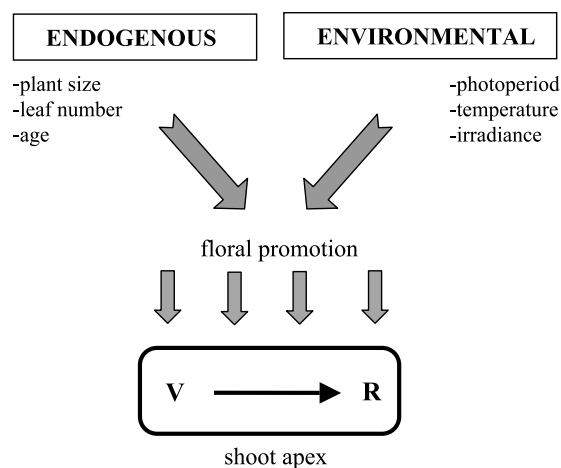 ENDOGENOUS
-plant size
-leaf number
-age
ENVIRONMENTAL
-photoperiod
-temperature
-irradiance
floral promotion
V R
shoot apex